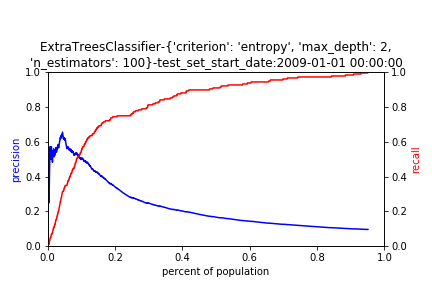 ExtraTreesClassifier-{'criterion': 'entropy', 'max_depth': 2,
'n_estimators': 100}-test_set_start_date:2009-01-01 00:00:00
1.0
0.8
0.6
0.4
0.2
0.0
precision
1.0
0.8
0.6
0.4
0.2
0.0
recall
0.0 0.2 0.4 0.6 0.8 1.0
percent of population